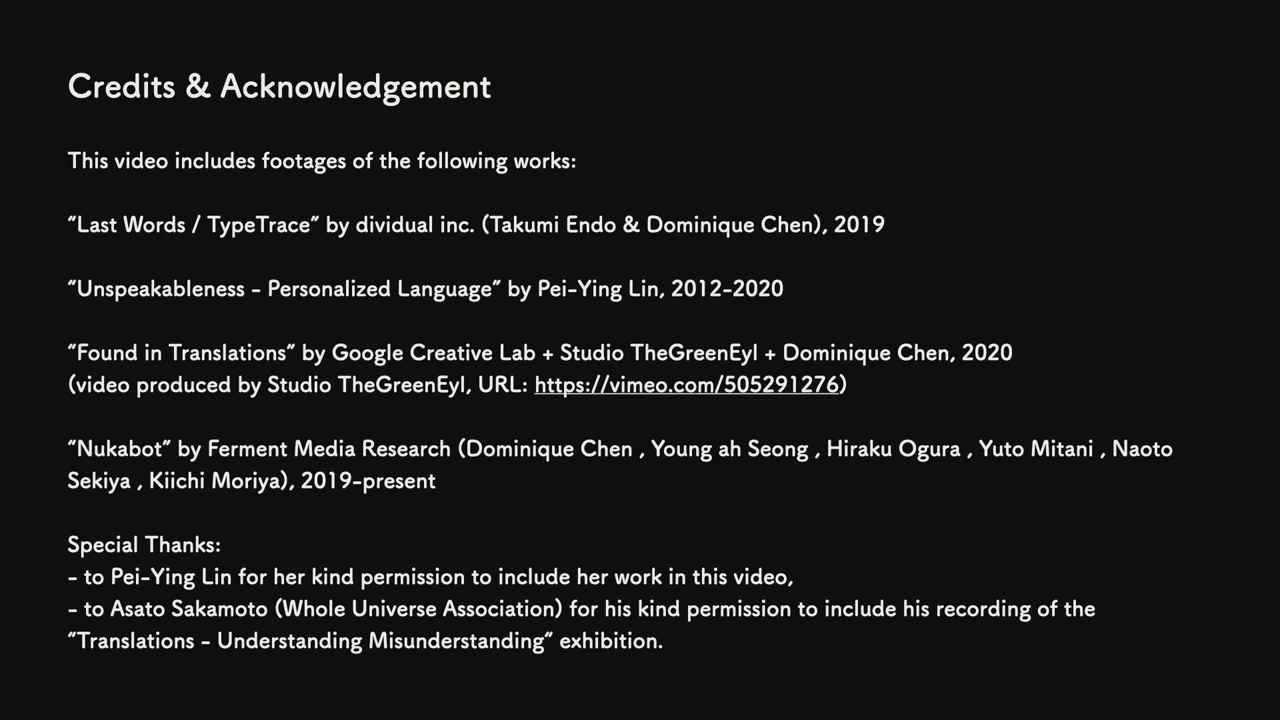 Credits & Acknowledgement
This video includes footages of the following works:
“Last Words / TypeTrace” by dividual inc. (Takumi Endo & Dominique Chen), 2019
“Unspeakableness - Personalized Language” by Pei-Ying Lin, 2012-2020
“Found in Translations” by Google Creative Lab + Studio TheGreenEyl + Dominique Chen, 2020
(video produced by Studio TheGreenEyl, URL: https://vimeo.com/505291276)
“Nukabot” by Ferment Media Research (Dominique Chen , Young ah Seong , Hiraku Ogura , Yuto Mitani , Naoto
Sekiya , Kiichi Moriya), 2019-present
Special Thanks:
- to Pei-Ying Lin for her kind permission to include her work in this video,
- to Asato Sakamoto (Whole Universe Association) for his kind permission to include his recording of the
“Translations - Understanding Misunderstanding” exhibition.